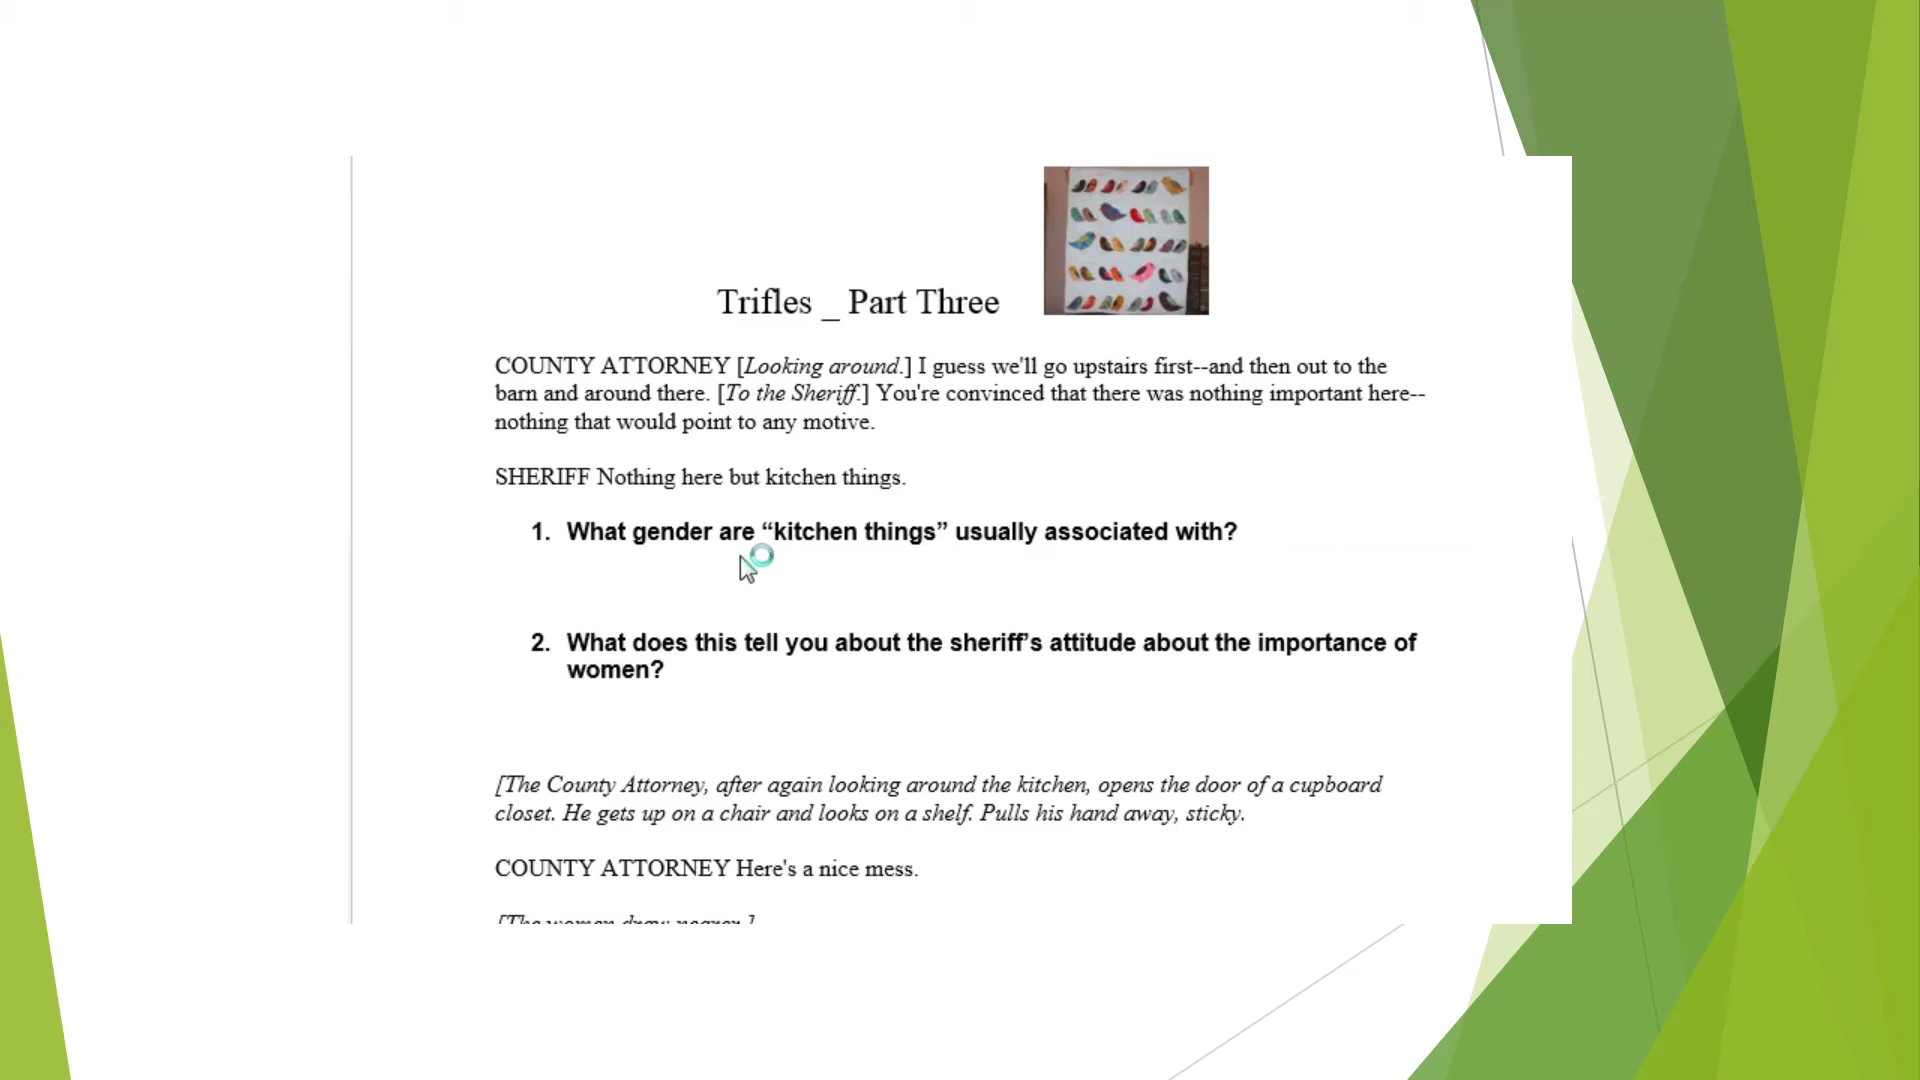 Trifles _ Part Three
COUNTY ATTORNEY [Looking around.] I guess we'll go upstairs first--and then out to the
barn and around there. [To the Sheriff.] You're convinced that there was nothing important here--
nothing that would point to any motive.
SHERIFF Nothing here but kitchen things.
1. What gender are “kitchen things” usually associated with?
2. What does this tell you about the sheriff’s attitude about the importance of
women?
[The County Attorney, after again looking around the kitchen, opens the door of a cupboard
closet. He gets up on a chair and looks on a shelf. Pulls his hand away, sticky.
COUNTY ATTORNEY Here's a nice mess.
[The women draw nearer.]